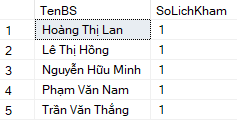 TenBS SoLichKham
1 Hoàng Thị Lan 1
2 Lê Thị Hồng 1
3 Nguyễn Hữu Minh 1
4 Phạm Văn Nam 1
5 Trần Văn Thắng 1